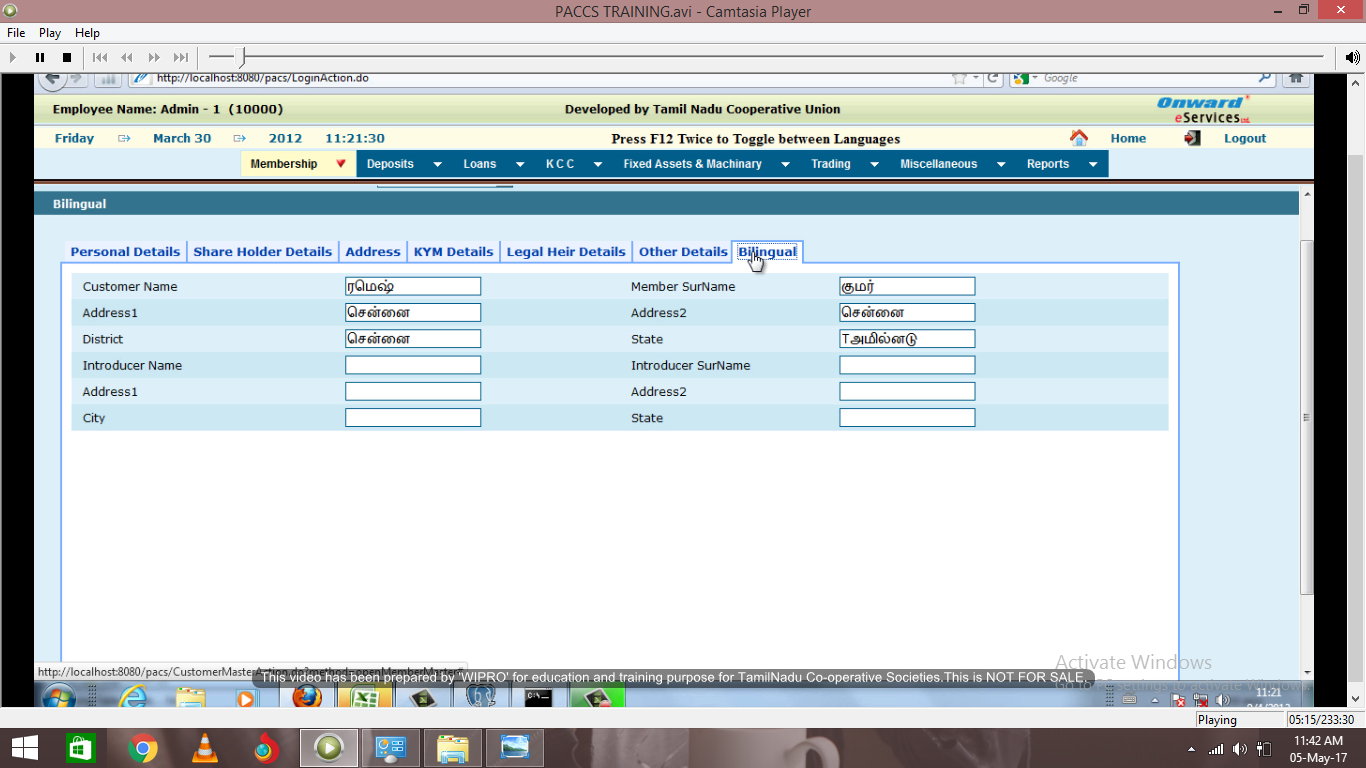 PACCS TRAINING.avi - Camtasia Player
File Play Help
http://localhost:8080/pacs/LoginAction.do
Google
Employee Name: Admin - 1 (10000) Developed by Tamil Nadu Cooperative Union
Onward
eServices Ltd.
Friday March 30 2012 11:21:30 Press F12 Twice to Toggle between Languages Home Logout
Membership Deposits Loans K C C Fixed Assets & Machinary Trading Miscellaneous Reports
Bilingual
Personal Details Share Holder Details Address KYM Details Legal Heir Details Other Details Bilingual
Customer Name ரமெஷ் Member SurName குமர்
Address1 சென்னை Address2 சென்னை
District சென்னை State Tஅமில்னடு
Introducer Name Introducer SurName
Address1 Address2
City State
Activate Windows
http://localhost:8080/pacs/CustomerMasterAction.do?method=openMemberMaster#
This video has been prepared by 'WIPRO' for education and training purpose for TamilNadu Co-operative Societies.This is NOT FOR SALE.
11:21
Playing 05:15/233:30
11:42 AM
05-May-17